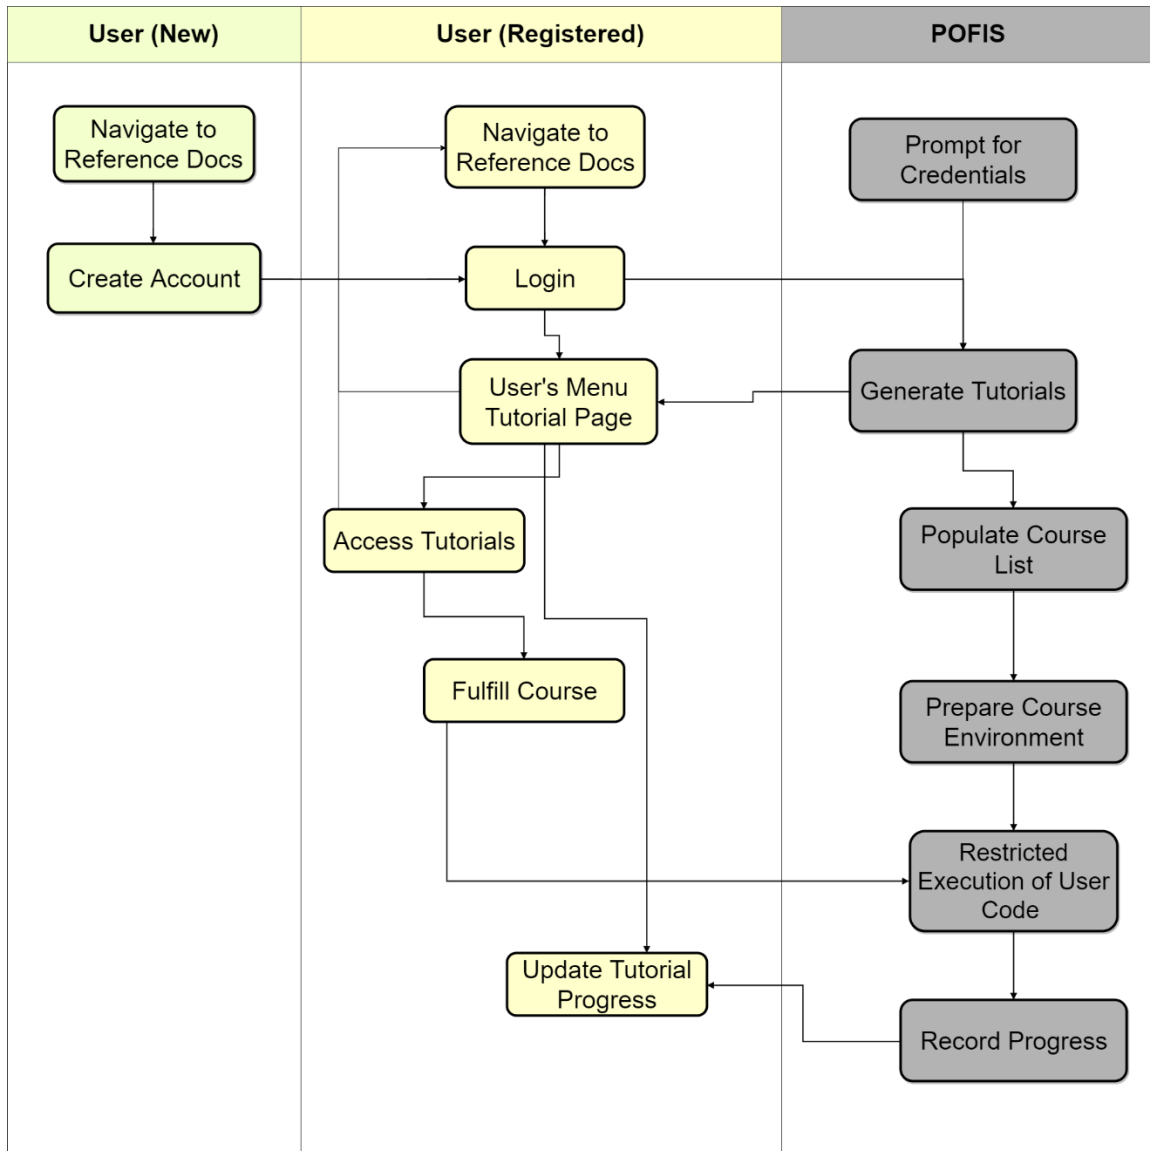 User (New)
User (Registered)
POFIS
Navigate to
Reference Docs
Create Account
Navigate to
Reference Docs
Login
User's Menu
Tutorial Page
Access Tutorials
Fulfill Course
Update Tutorial
Progress
Prompt for
Credentials
Generate Tutorials
Populate Course
List
Prepare Course
Environment
Restricted
Execution of User
Code
Record Progress